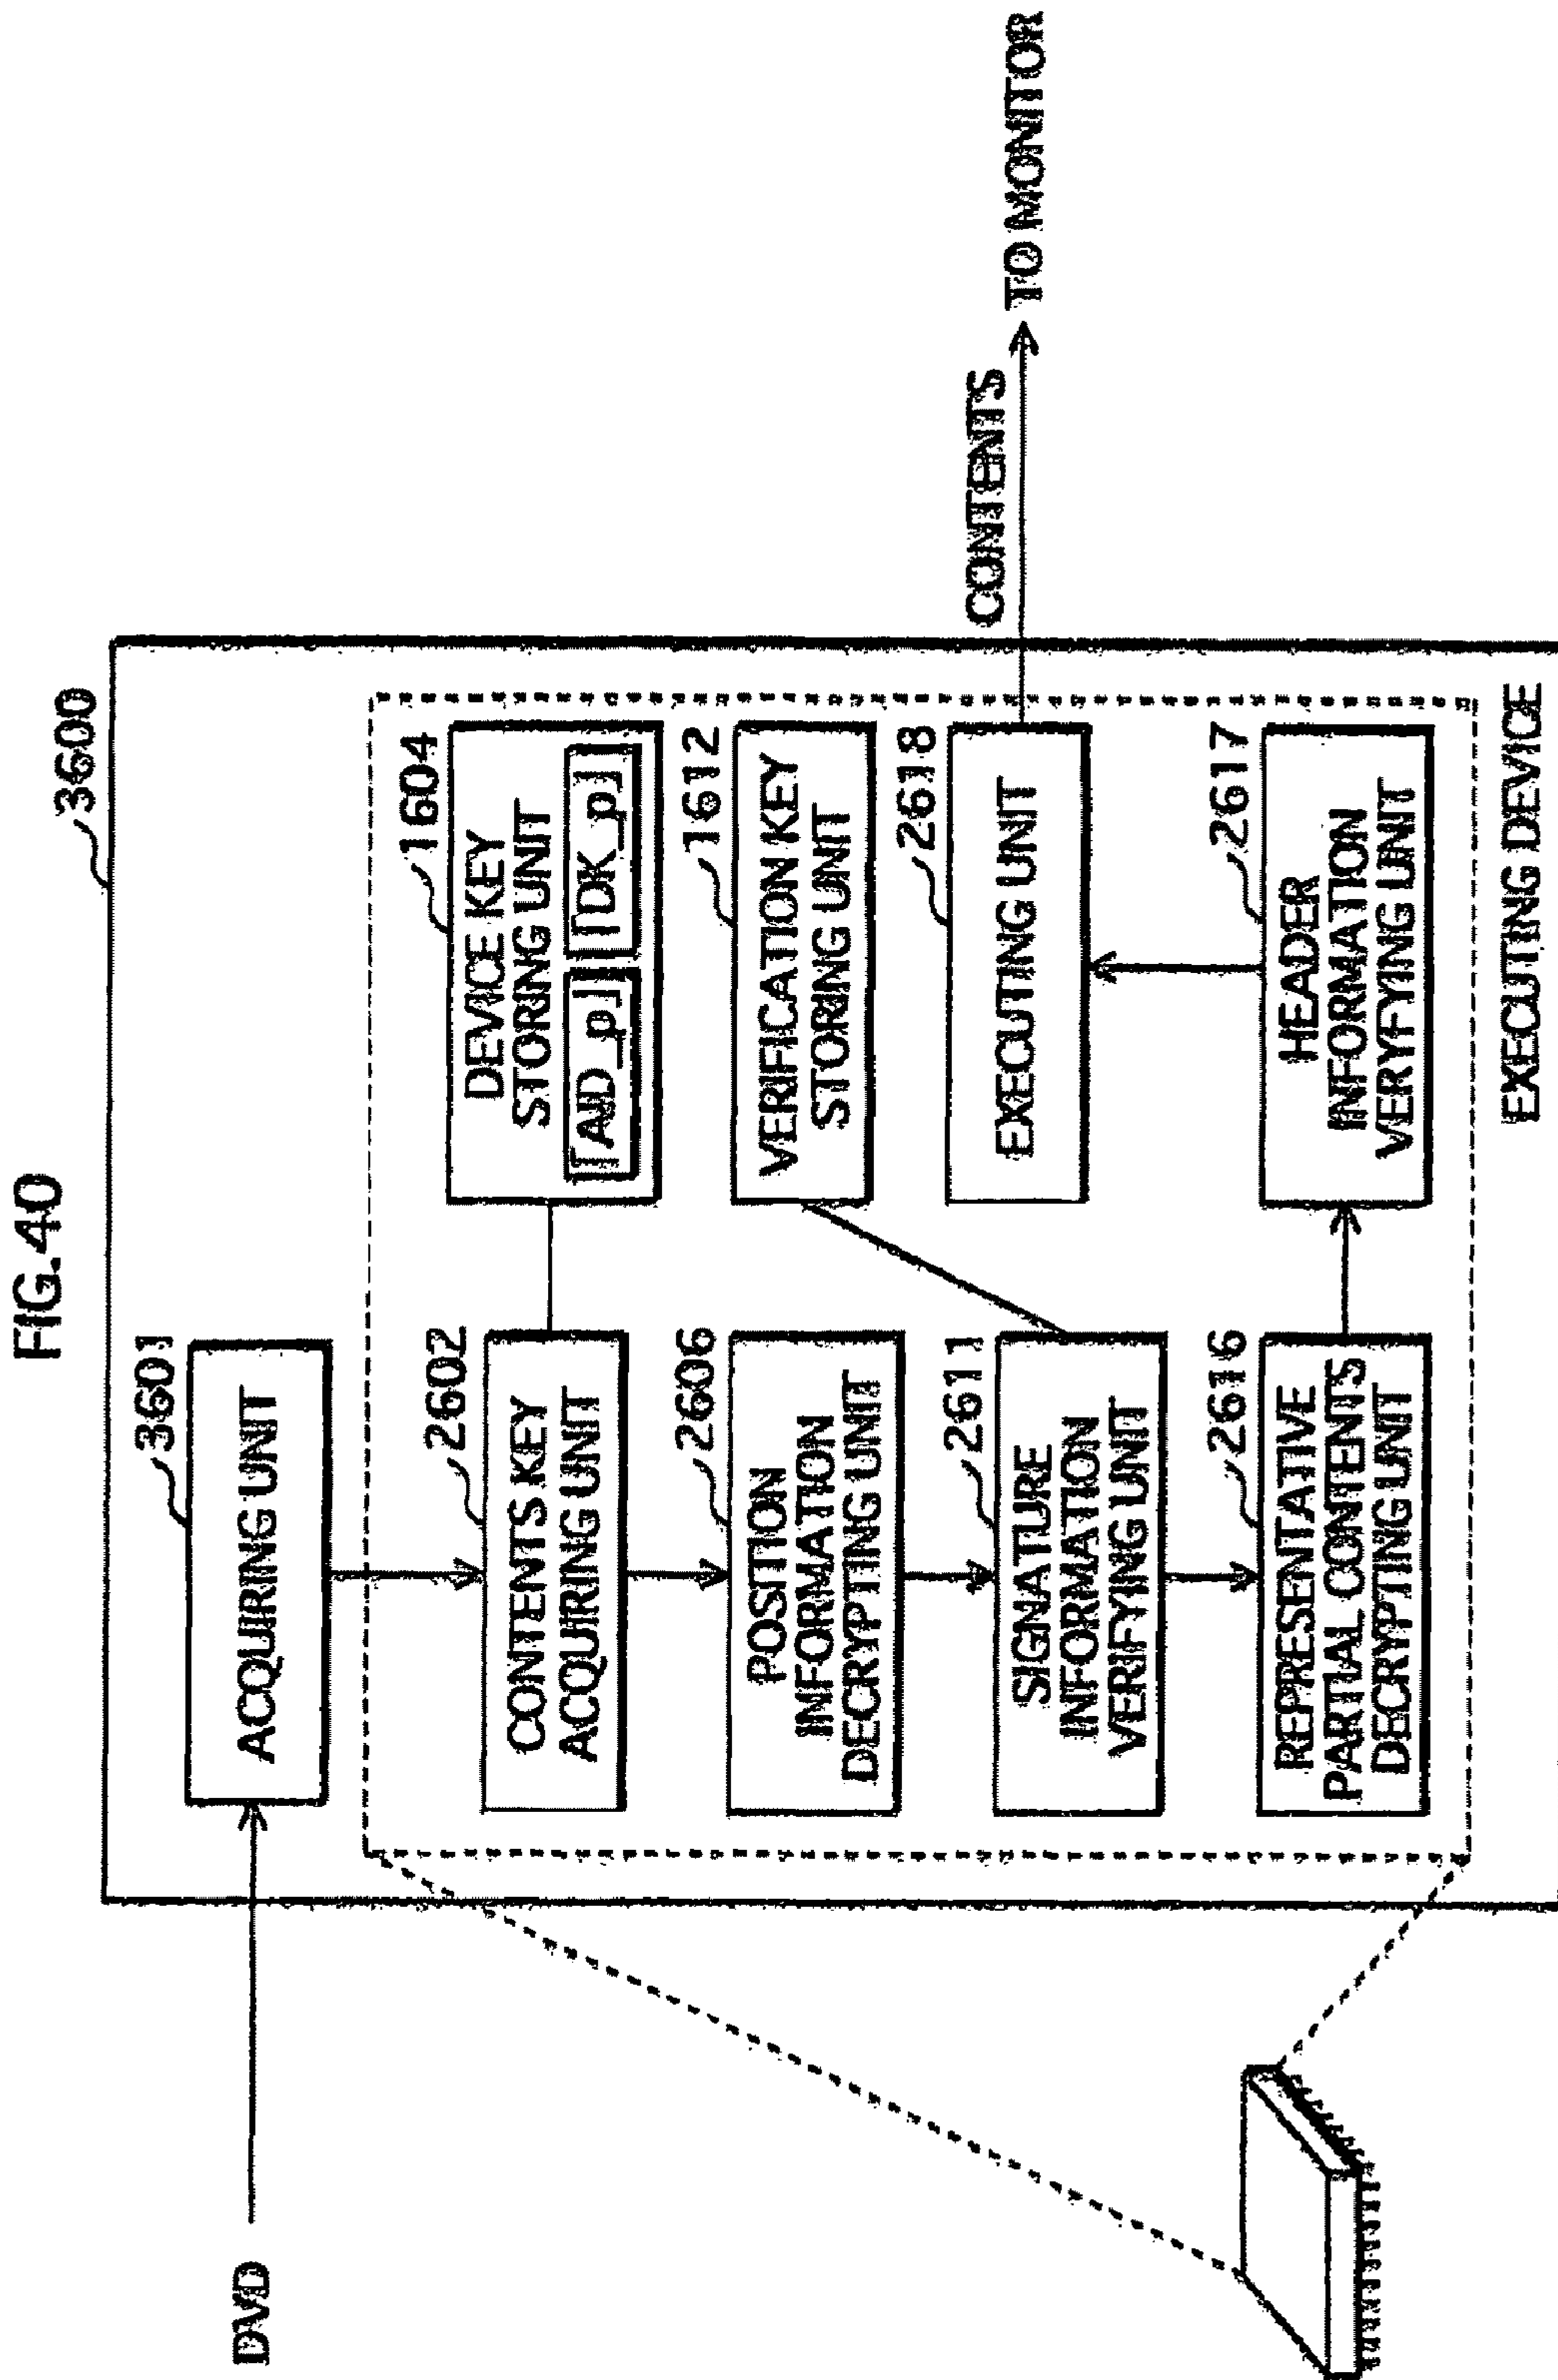 FIG.40
3600
DVD
3601
ACQUIRING UNIT
2602
CONTENTS KEY
ACQUIRING UNIT
1604
DEVICE KEY
STORING UNIT
[AID_p] [DK_p]
2606
POSITION
INFORMATION
DECRYPTING UNIT
1612
VERIFICATION KEY
STORING UNIT
2611
SIGNATURE
INFORMATION
VERIFYING UNIT
2618
EXECUTING UNIT
CONTENTS
TO MONITOR
2616
REPRESENTATIVE
PARTIAL CONTENTS
DECRYPTING UNIT
2617
HEADER
INFORMATION
VERYFYING UNIT
EXECUTING DEVICE